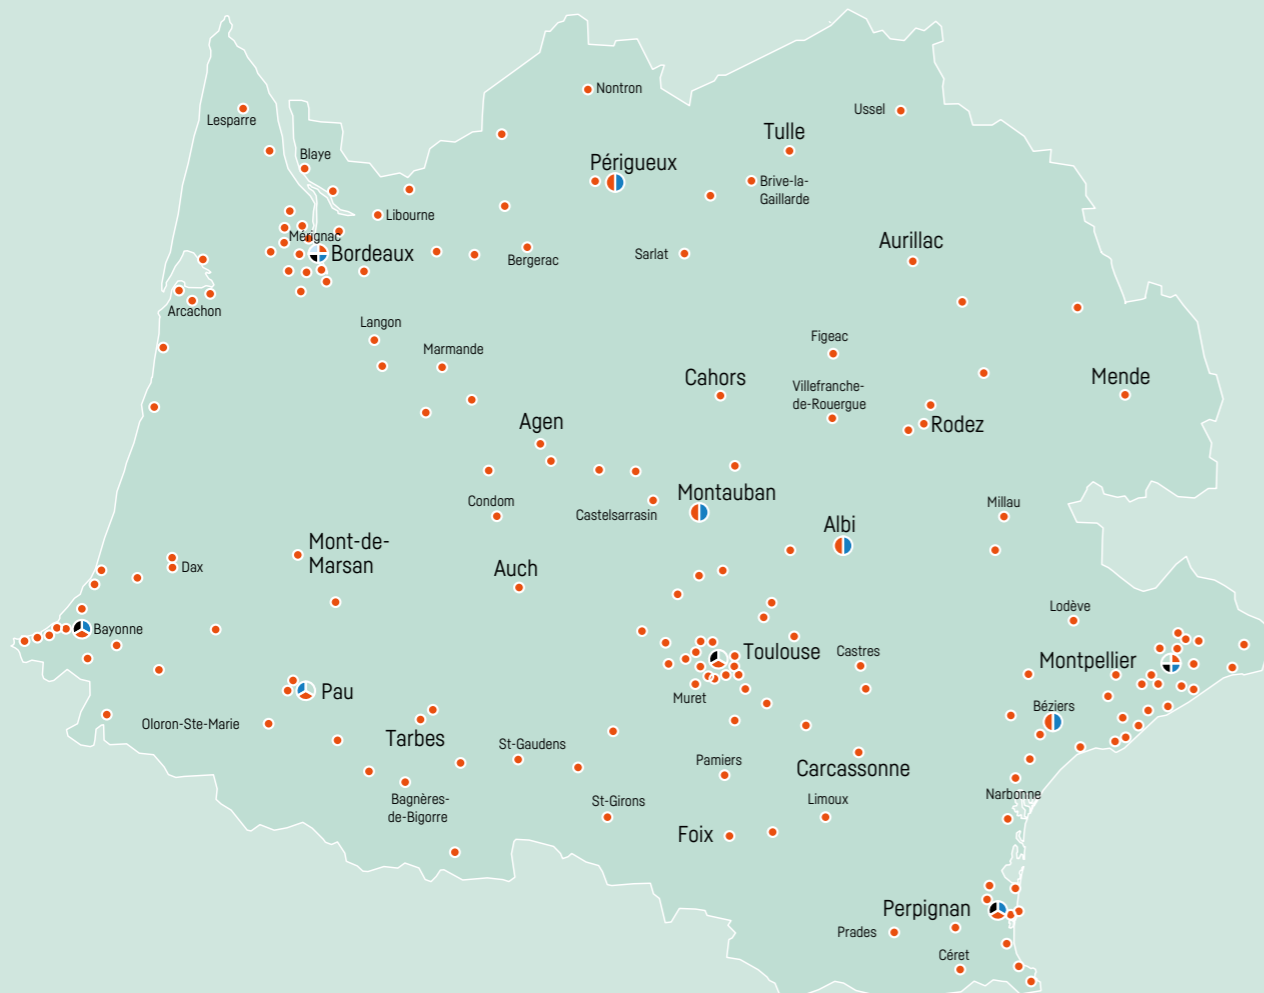 Nontron
Ussel
Lesparre
Tulle
Blaye
Périgueux
Brive-la-
Gaillarde
Libourne
Mérignac
Bordeaux
Aurillac
Bergerac
Sarlat
Arcachon
Langon
Figeac
Marmande
Cahors
Mende
Villefranche-
de-Rouergue
Agen
Rodez
Montauban
Condom
Castelsarrasin
Millau
Albi
Mont-de-
Marsan
Dax
Auch
Lodève
Bayonne
Toulouse
Castres
Montpellier
Pau
Muret
Béziers
Oloron-Ste-Marie
Tarbes
St-Gaudens
Pamiers
Carcassonne
Narbonne
Bagnères-
de-Bigorre
St-Girons
Limoux
Foix
Perpignan
Prades
Céret